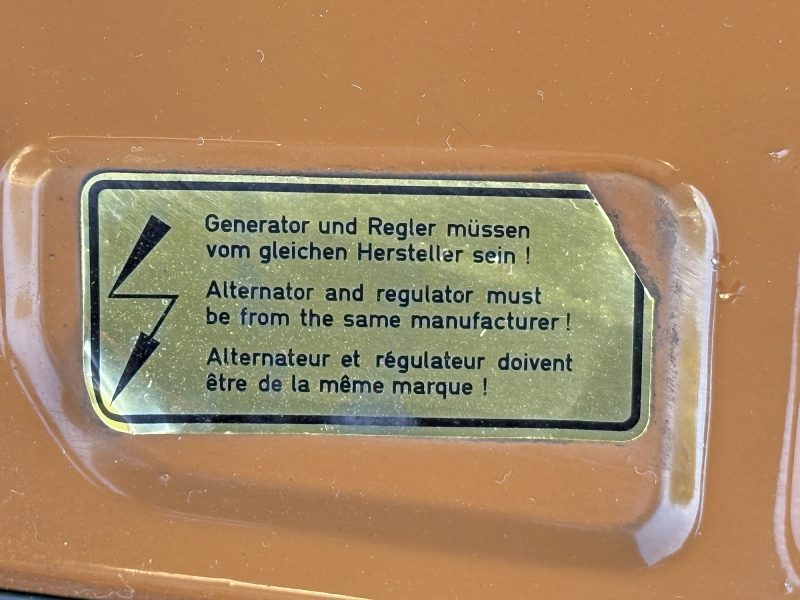 Generator und Regler müssen
vom gleichen Hersteller sein !
Alternator and regulator must
be from the same manufacturer !
Alternateur et régulateur doivent
être de la même marque !